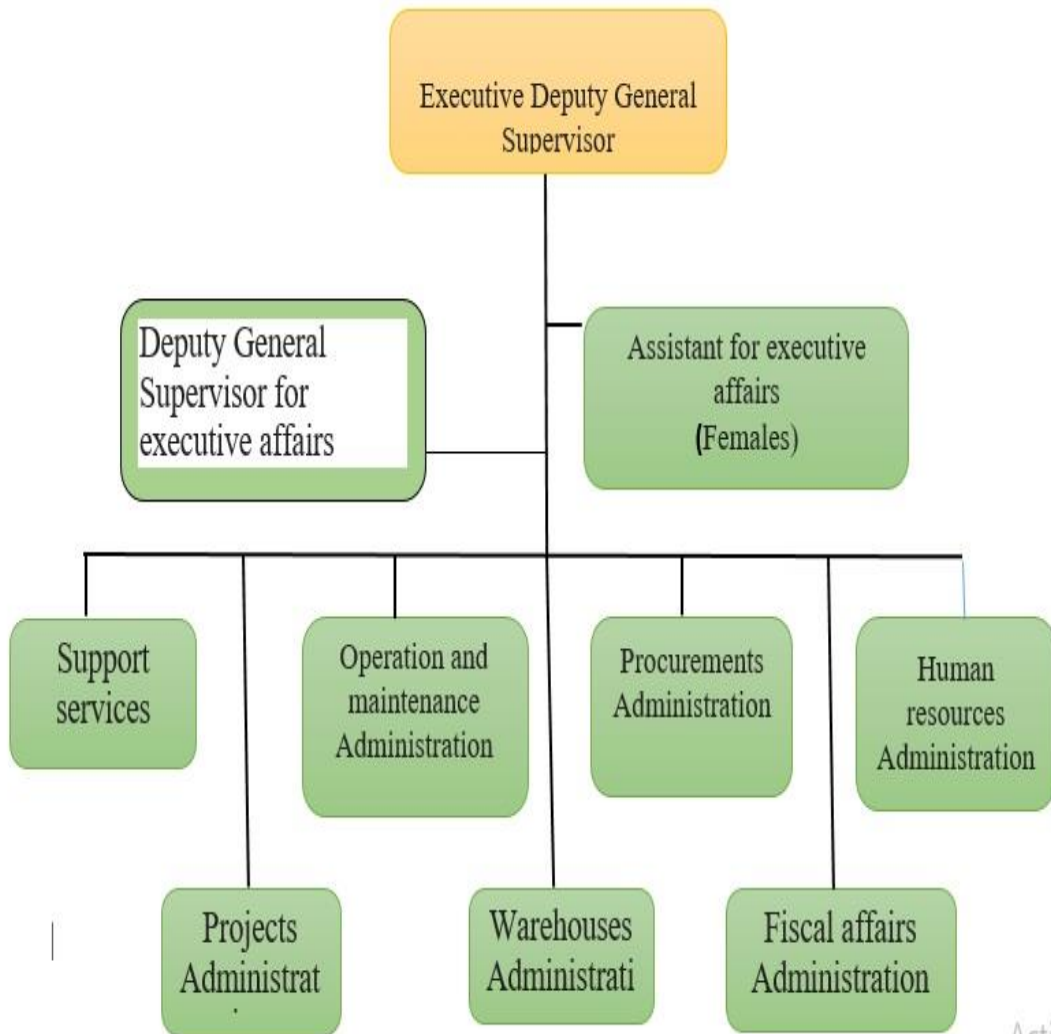 Executive Deputy General
Supervisor
Deputy General
Supervisor for
executive affairs
Assistant for executive
affairs
(Females)
Support
services
Operation and
maintenance
Administration
Procurements
Administration
Human
resources
Administration
Projects
Administrat
Warehouses
Administrati
Fiscal affairs
Administration
Acti